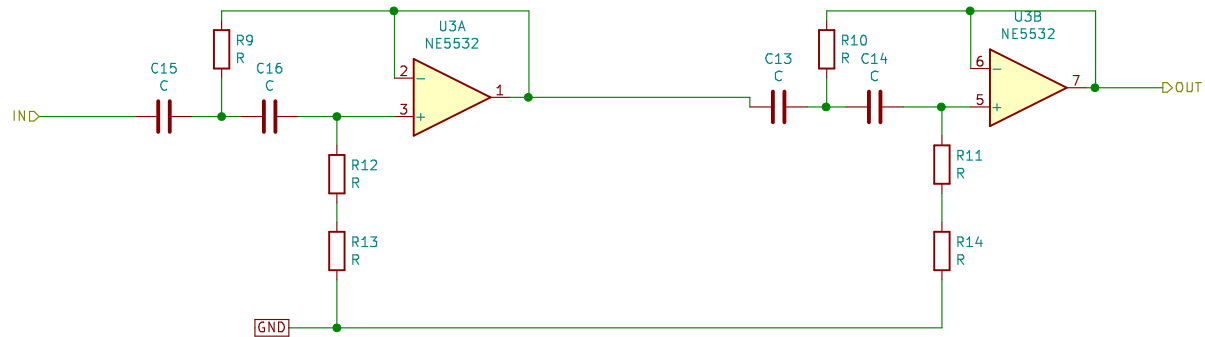 U3A
NE5532
R9
R
C15
C
C16
C
2
−
3
+
1
IN
R12
R
R13
R
GND
U3B
NE5532
R10
R
C13
C
C14
C
6
−
5
+
7
OUT
R11
R
R14
R